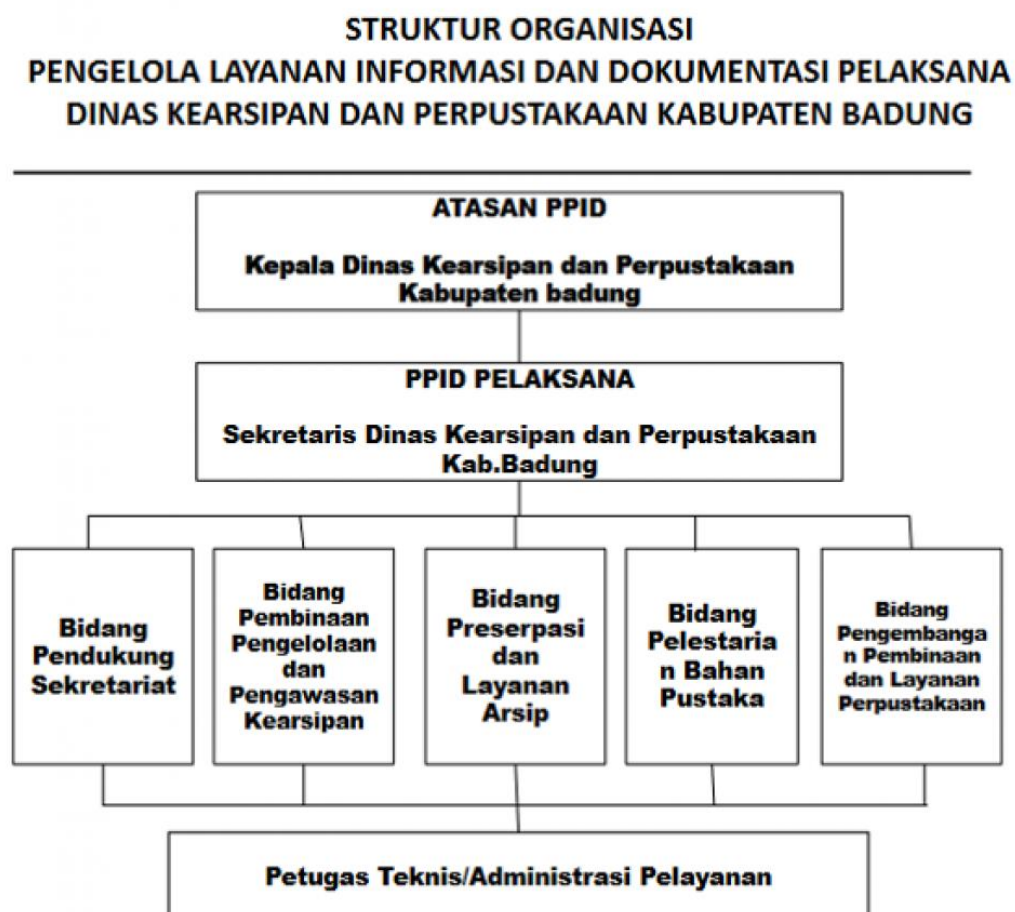 STRUKTUR ORGANISASI
PENGELOLA LAYANAN INFORMASI DAN DOKUMENTASI PELAKSANA
DINAS KEARSIPAN DAN PERPUSTAKAAN KABUPATEN BADUNG
ATASAN PPID
Kepala Dinas Kearsipan dan Perpustakaan
Kabupaten badung
PPID PELAKSANA
Sekretaris Dinas Kearsipan dan Perpustakaan
Kab.Badung
Bidang
Pendukung
Sekretariat
Bidang
Pembinaan
Pengelolaan
dan
Pengawasan
Kearsipan
Bidang
Preserpasi
dan
Layanan
Arsip
Bidang
Pelestaria
n Bahan
Pustaka
Bidang
Pengembanga
n Pembinaan
dan Layanan
Perpustakaan
Petugas Teknis/Administrasi Pelayanan